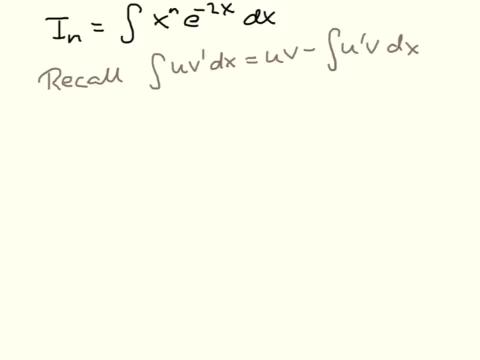 Iₙ = ∫ xⁿ e⁻²ˣ dx
Recall ∫ uv' dx = uv - ∫ u'v dx